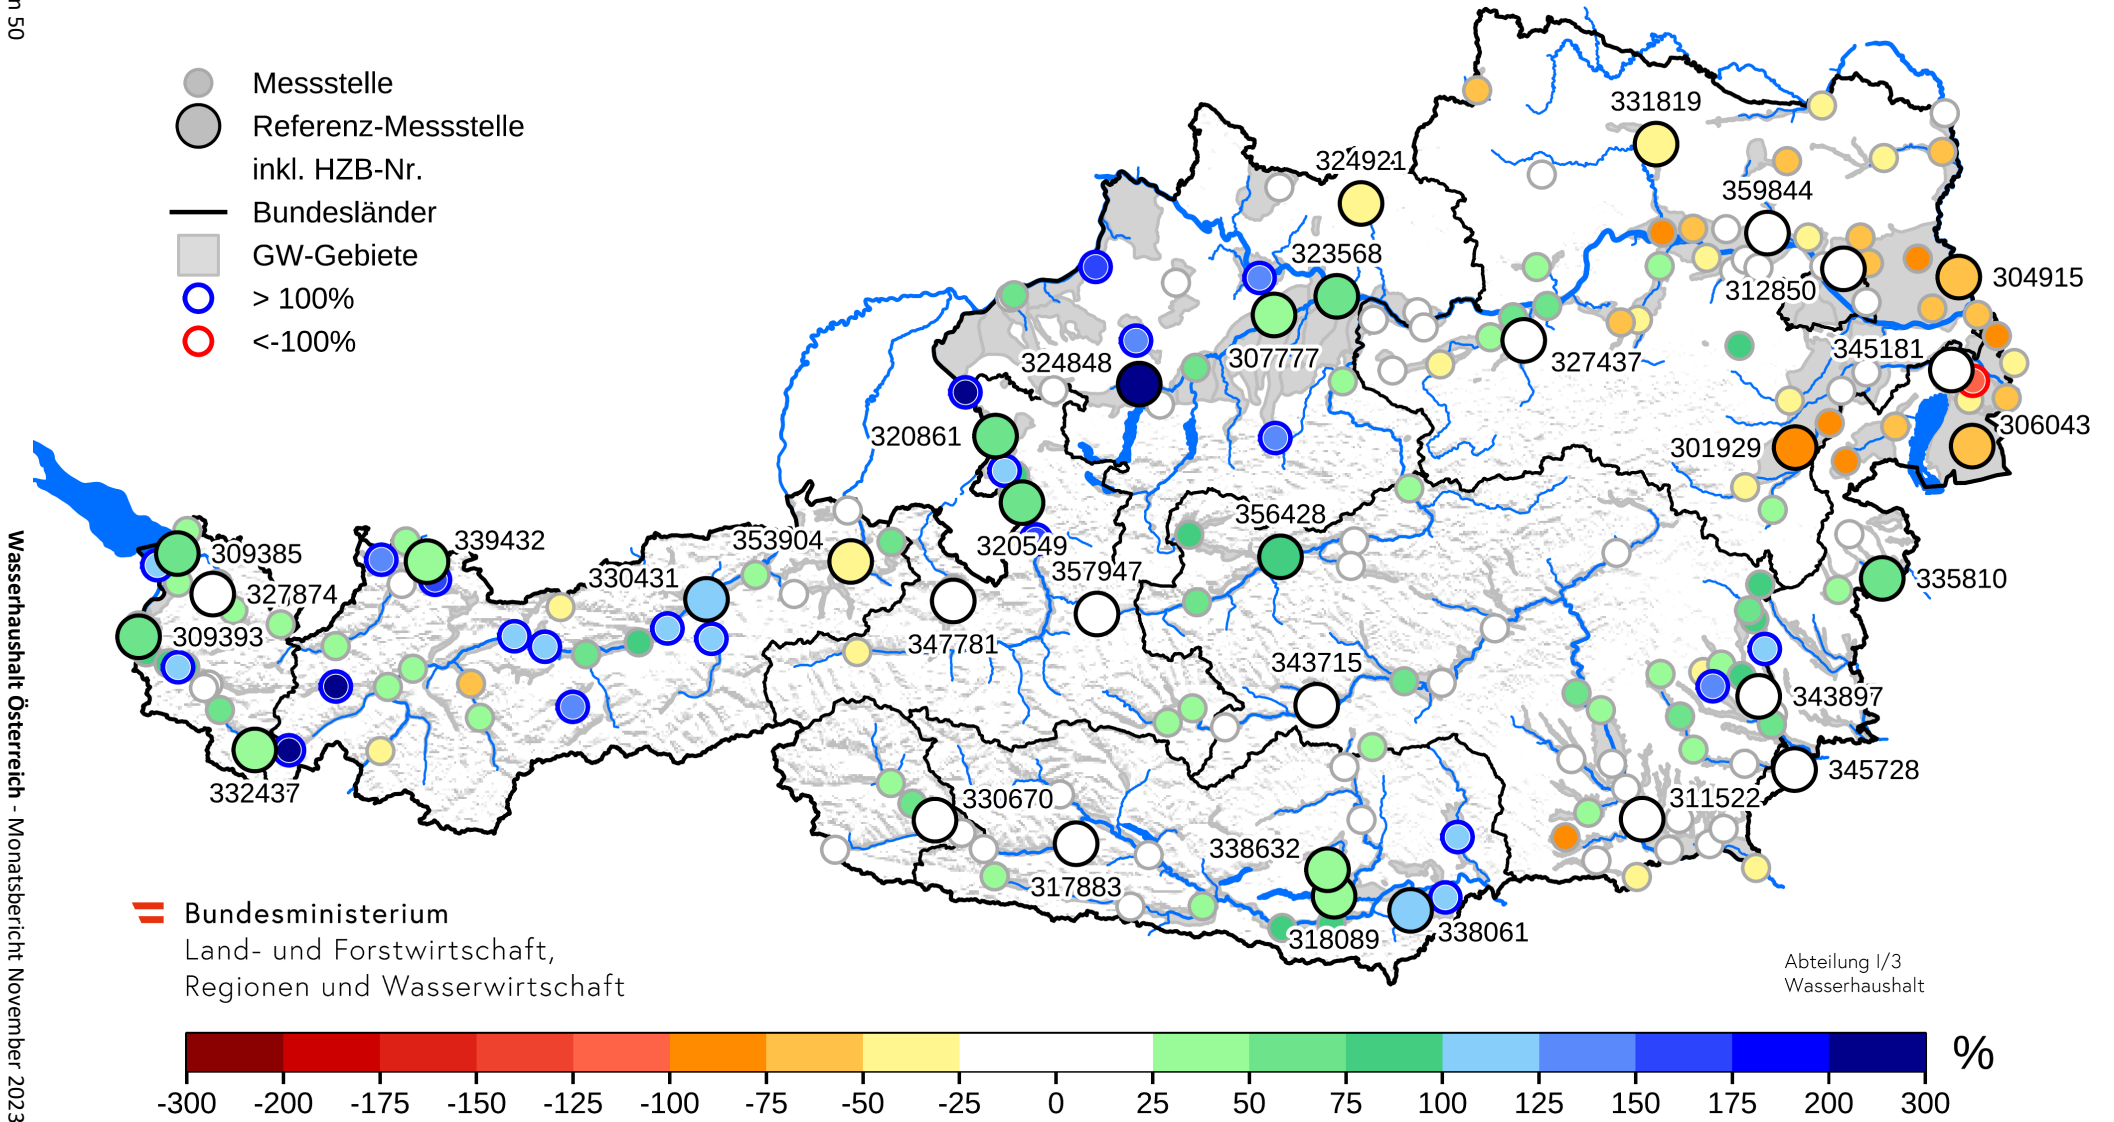 n 50
Wasserhaushalt Österreich - Monatsbericht November 2023
Messstelle
Referenz-Messstelle
inkl. HZB-Nr.
Bundesländer
GW-Gebiete
> 100%
<-100%
331819
324921
359844
323568
304915
312850
345181
324848
307777
327437
306043
320861
301929
356428
353904
339432
309385
320549
357947
330431
335810
327874
309393
347781
343715
343897
332437
330670
345728
311522
338632
317883
318089
338061
Bundesministerium
Land- und Forstwirtschaft,
Regionen und Wasserwirtschaft
Abteilung I/3
Wasserhaushalt
%
-300 -200 -175 -150 -125 -100 -75 -50 -25 0 25 50 75 100 125 150 175 200 300